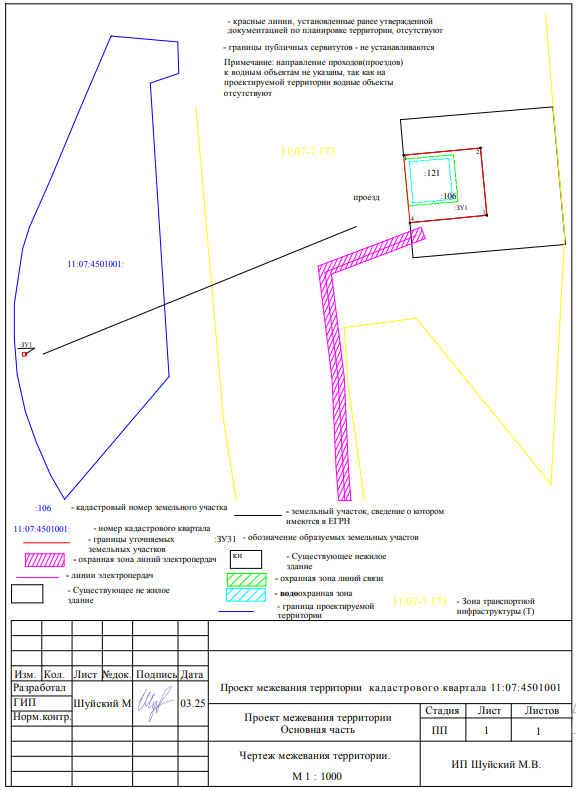 - красные линии, установленные ранее утвержденной
документацией по планировке территории, отсутствуют
- границы публичных сервитутов - не устанавливаются
Примечание: направление проходов(проездов)
к водным объектам не указаны, так как на
проектируемой территории водные объекты
отсутствуют
11:07-7.173
2
:121
:106
проезд
:ЗУ1
4
11:07:4501001:
:ЗУ1
:106 - кадастровый номер земельного участка
- земельный участок, сведение о котором
имеются в ЕГРН
11:07:4501001: - номер кадастрового квартала
- границы уточняемых
земельных участков
:ЗУЗ1 - обозначение образуемых земельных участов
- охранная зона линий электропердач
кн - Существующее нежилое
здание
- линии электропердач
- охранная зона линий связи
- Существующее не жилое
здание
- водоохранная зона
- граница проектируемой
территории
11:07-7.173 - Зона транспортной
инфраструктуры (Т)
Изм. Кол. Лист №док. Подпись Дата
Разработал
ГИП Шуйский М 03.25
Норм.контр.
Проект межевания территории кадастрового квартала 11:07:4501001
Проект межевания территории
Основная часть
Стадия Лист Листов
ПП 1 1
Чертеж межевания территории.
М 1 : 1000
ИП Шуйский М.В.